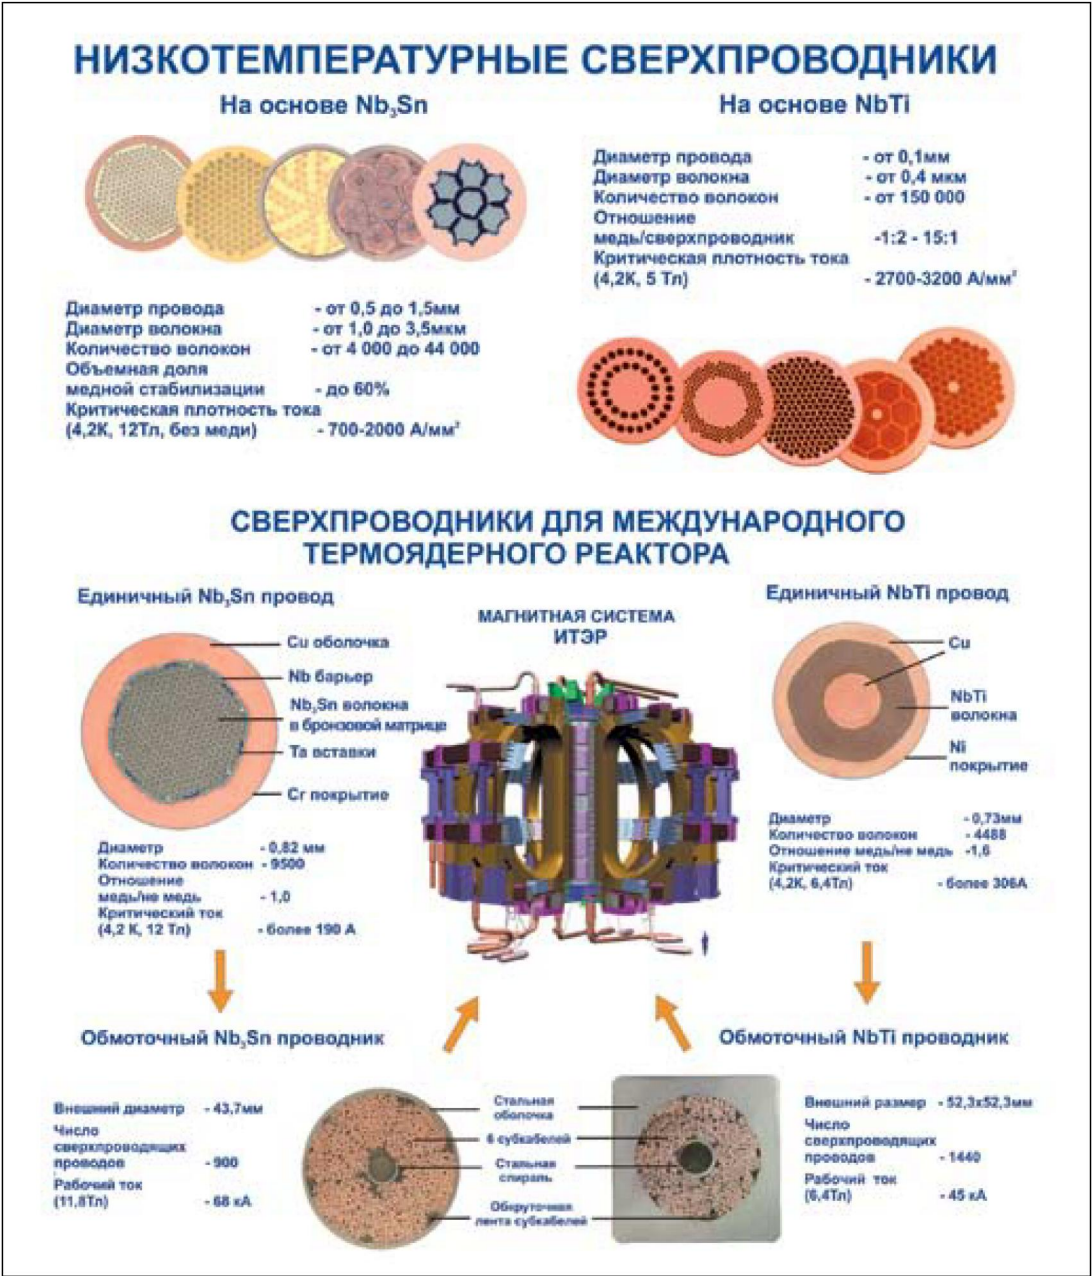 НИЗКОТЕМПЕРАТУРНЫЕ СВЕРХПРОВОДНИКИ
На основе Nb₃Sn
Диаметр провода - от 0,5 до 1,5мм
Диаметр волокна - от 1,0 до 3,5мкм
Количество волокон - от 4 000 до 44 000
Объемная доля
медной стабилизации - до 60%
Критическая плотность тока
(4,2К, 12Тл, без меди) - 700-2000 А/мм²
На основе NbTi
Диаметр провода - от 0,1мм
Диаметр волокна - от 0,4 мкм
Количество волокон - от 150 000
Отношение
медь/сверхпроводник -1:2 - 15:1
Критическая плотность тока
(4,2К, 5 Тл) - 2700-3200 А/мм²
СВЕРХПРОВОДНИКИ ДЛЯ МЕЖДУНАРОДНОГО
ТЕРМОЯДЕРНОГО РЕАКТОРА
Единичный Nb₃Sn провод
Cu оболочка
Nb барьер
Nb₃Sn волокна
в бронзовой матрице
Ta вставки
Cr покрытие
Диаметр - 0,82 мм
Количество волокон - 9500
Отношение
медь/не медь - 1,0
Критический ток
(4,2 К, 12 Тл) - более 190 А
МАГНИТНАЯ СИСТЕМА
ИТЭР
Единичный NbTi провод
Cu
NbTi
волокна
Ni
покрытие
Диаметр - 0,73мм
Количество волокон - 4488
Отношение медь/не медь -1,6
Критический ток
(4,2К, 6,4Тл) - более 306А
Обмоточный Nb₃Sn проводник
Внешний диаметр - 43,7мм
Число
сверхпроводящих
проводов - 900
Рабочий ток
(11,8Тл) - 68 кА
Стальная
оболочка
6 субкабелей
Стальная
спираль
Обкруточная
лента субкабелей
Обмоточный NbTi проводник
Внешний размер - 52,3х52,3мм
Число
сверхпроводящих
проводов - 1440
Рабочий ток
(6,4Тл) - 45 кА